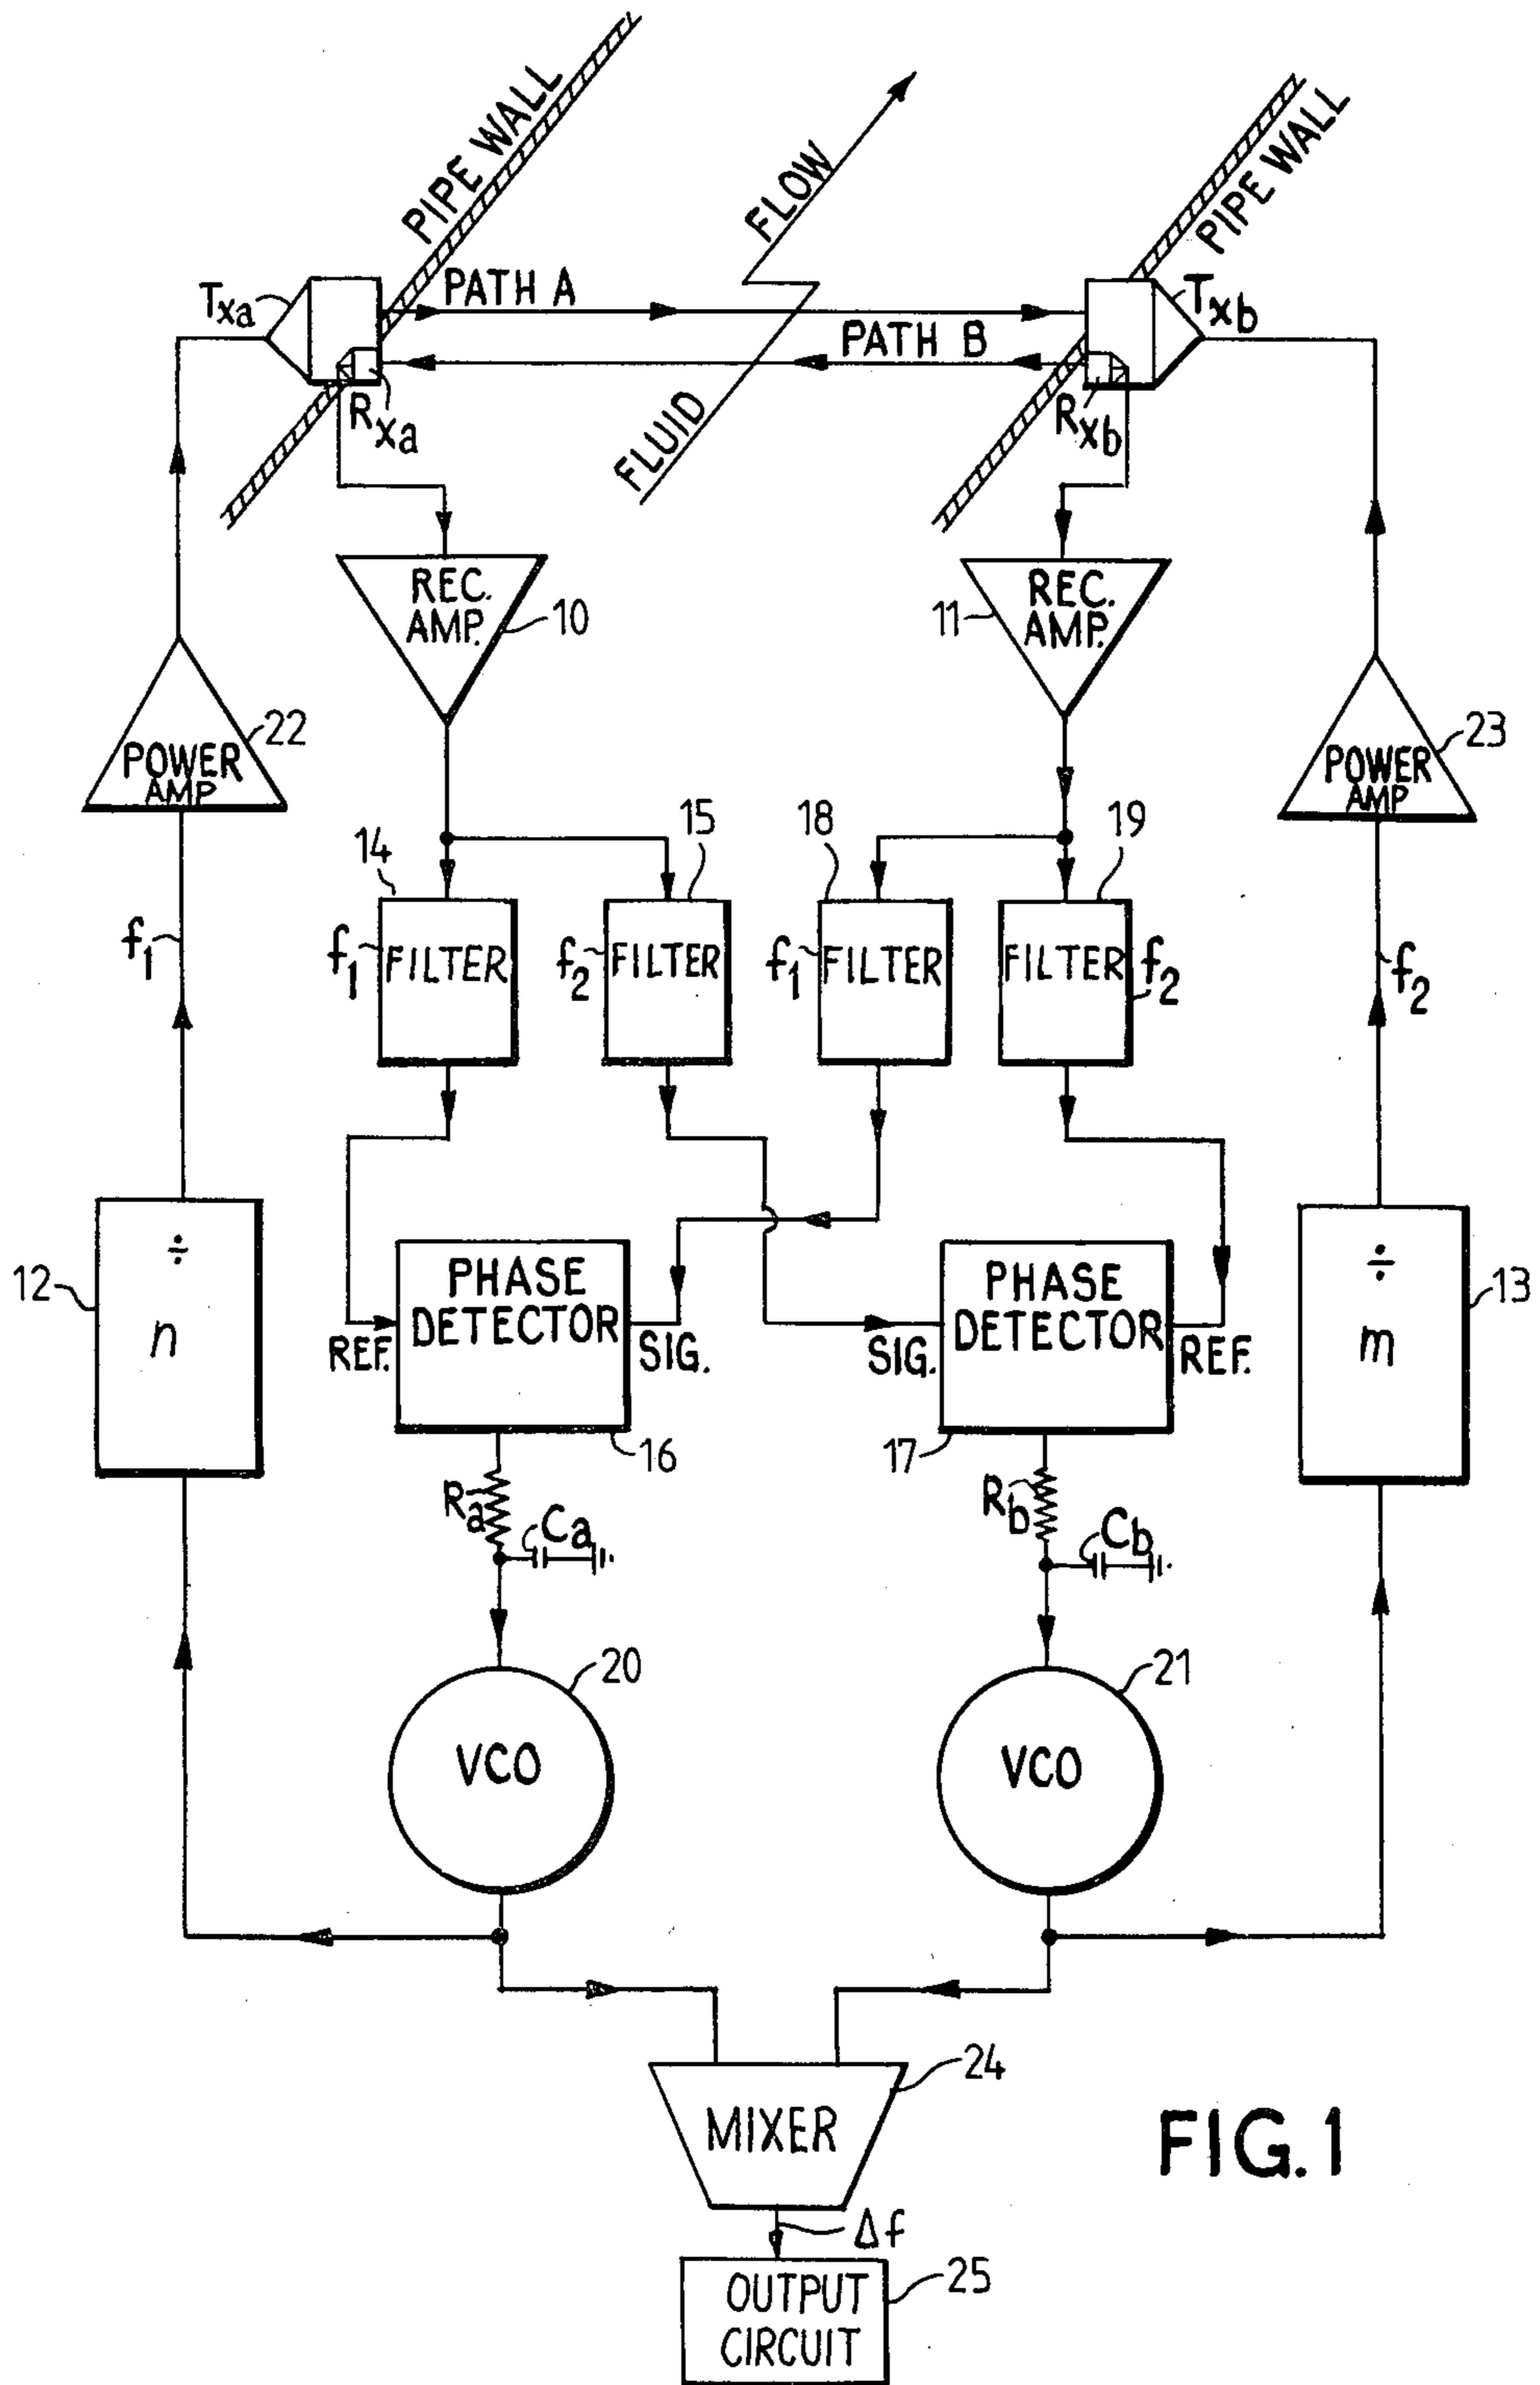 PIPE WALL
FLOW
PIPE WALL
Txa
PATH A
Txb
PATH B
Rxa
FLUID
Rxb
REC.
AMP.
10
11
REC.
AMP.
22
POWER
AMP
23
POWER
AMP
14
15
18
19
f1
f1
FILTER
f2
FILTER
f1
FILTER
FILTER
f2
f2
12
÷
n
PHASE
DETECTOR
REF.
SIG.
PHASE
DETECTOR
SIG.
REF.
÷
m
13
16
17
Ra
Ca
Rb
Cb
20
VCO
21
VCO
24
MIXER
FIG. 1
Δf
25
OUTPUT
CIRCUIT